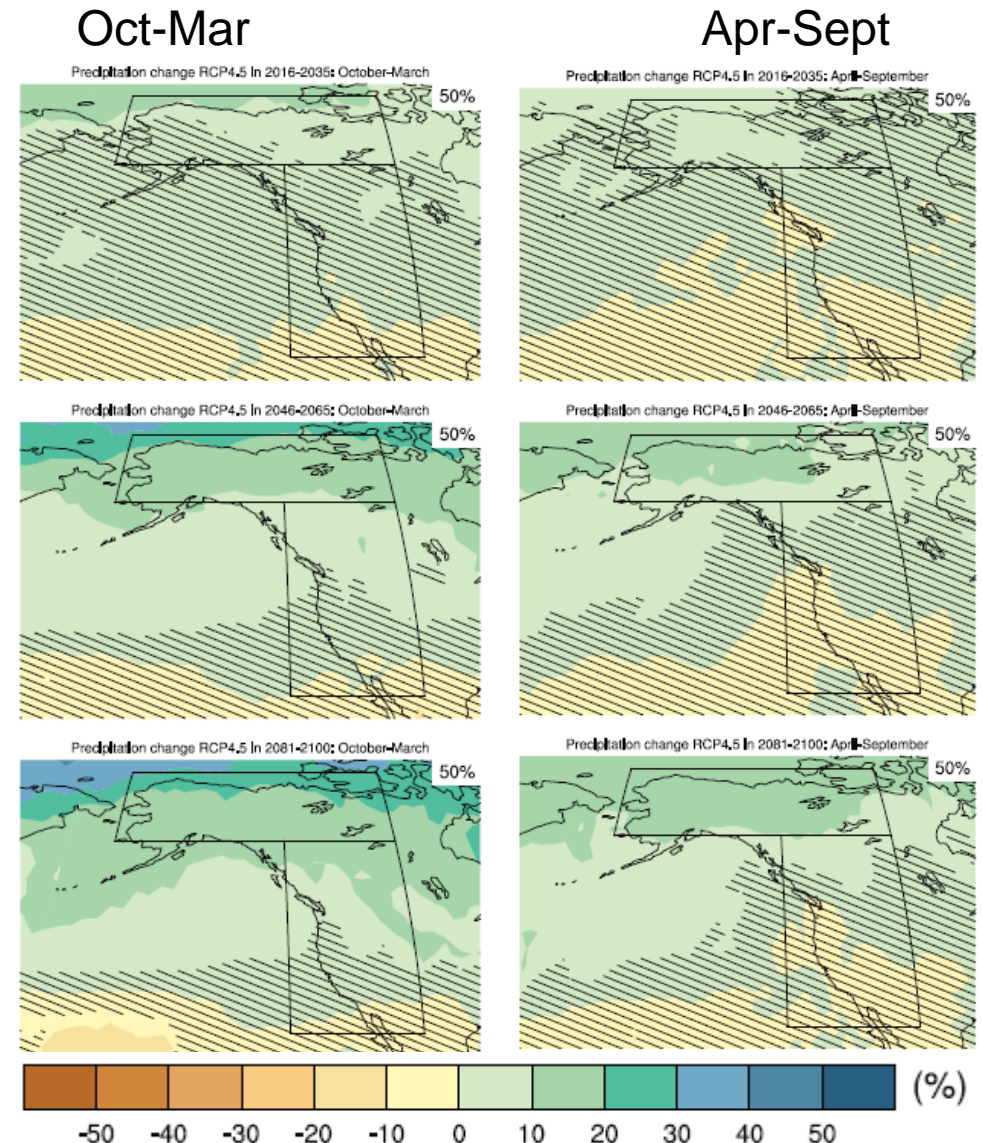 Oct-Mar Apr-Sept
Precipitation change RCP4.5 in 2016-2035: October-March
50%
Precipitation change RCP4.5 in 2016-2035: April-September
50%
Precipitation change RCP4.5 in 2046-2065: October-March
50%
Precipitation change RCP4.5 in 2046-2065: April-September
50%
Precipitation change RCP4.5 in 2081-2100: October-March
50%
Precipitation change RCP4.5 in 2081-2100: April-September
50%
(%)
-50 -40 -30 -20 -10 0 10 20 30 40 50